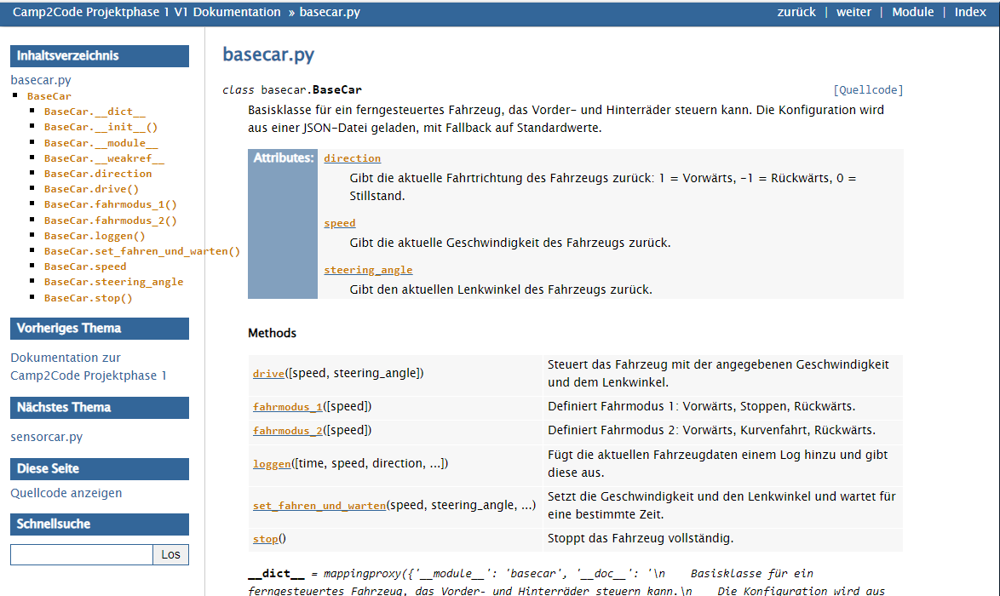 Camp2Code Projektphase 1 V1 Dokumentation » basecar.py
zurück | weiter | Module | Index
Inhaltsverzeichnis
basecar.py
BaseCar
BaseCar.__dict__
BaseCar.__init__()
BaseCar.__module__
BaseCar.__weakref__
BaseCar.direction
BaseCar.drive()
BaseCar.fahrmodus_1()
BaseCar.fahrmodus_2()
BaseCar.loggen()
BaseCar.set_fahren_und_warten()
BaseCar.speed
BaseCar.steering_angle
BaseCar.stop()
Vorheriges Thema
Dokumentation zur
Camp2Code Projektphase 1
Nächstes Thema
sensorcar.py
Diese Seite
Quellcode anzeigen
Schnellsuche
Los
basecar.py
class basecar.BaseCar [Quellcode]
Basisklasse für ein ferngesteuertes Fahrzeug, das Vorder- und Hinterräder steuern kann. Die Konfiguration wird
aus einer JSON-Datei geladen, mit Fallback auf Standardwerte.
Attributes: direction
Gibt die aktuelle Fahrtrichtung des Fahrzeugs zurück: 1 = Vorwärts, -1 = Rückwärts, 0 =
Stillstand.
speed
Gibt die aktuelle Geschwindigkeit des Fahrzeugs zurück.
steering_angle
Gibt den aktuellen Lenkwinkel des Fahrzeugs zurück.
Methods
drive([speed, steering_angle])
Steuert das Fahrzeug mit der angegebenen Geschwindigkeit
und dem Lenkwinkel.
fahrmodus_1([speed]) Definiert Fahrmodus 1: Vorwärts, Stoppen, Rückwärts.
fahrmodus_2([speed]) Definiert Fahrmodus 2: Vorwärts, Kurvenfahrt, Rückwärts.
loggen([time, speed, direction, ...])
Fügt die aktuellen Fahrzeugdaten einem Log hinzu und gibt
diese aus.
set_fahren_und_warten(speed, steering_angle, ...)
Setzt die Geschwindigkeit und den Lenkwinkel und wartet für
eine bestimmte Zeit.
stop() Stoppt das Fahrzeug vollständig.
__dict__ = mappingproxy({'__module__': 'basecar', '__doc__': '\n    Basisklasse für ein
ferngesteuertes Fahrzeug, das Vorder- und Hinterräder steuern kann.\n    Die Konfiguration wird aus